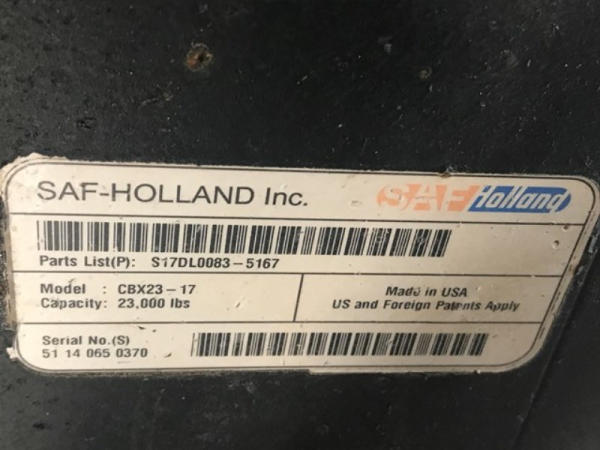 SAF-HOLLAND Inc.
SAF Holland
Parts List(P): S17DL0083-5167
Model : CBX23-17
Capacity: 23,000 lbs
Made in USA
US and Foreign Patents Apply
Serial No.(S)
51 14 065 0370